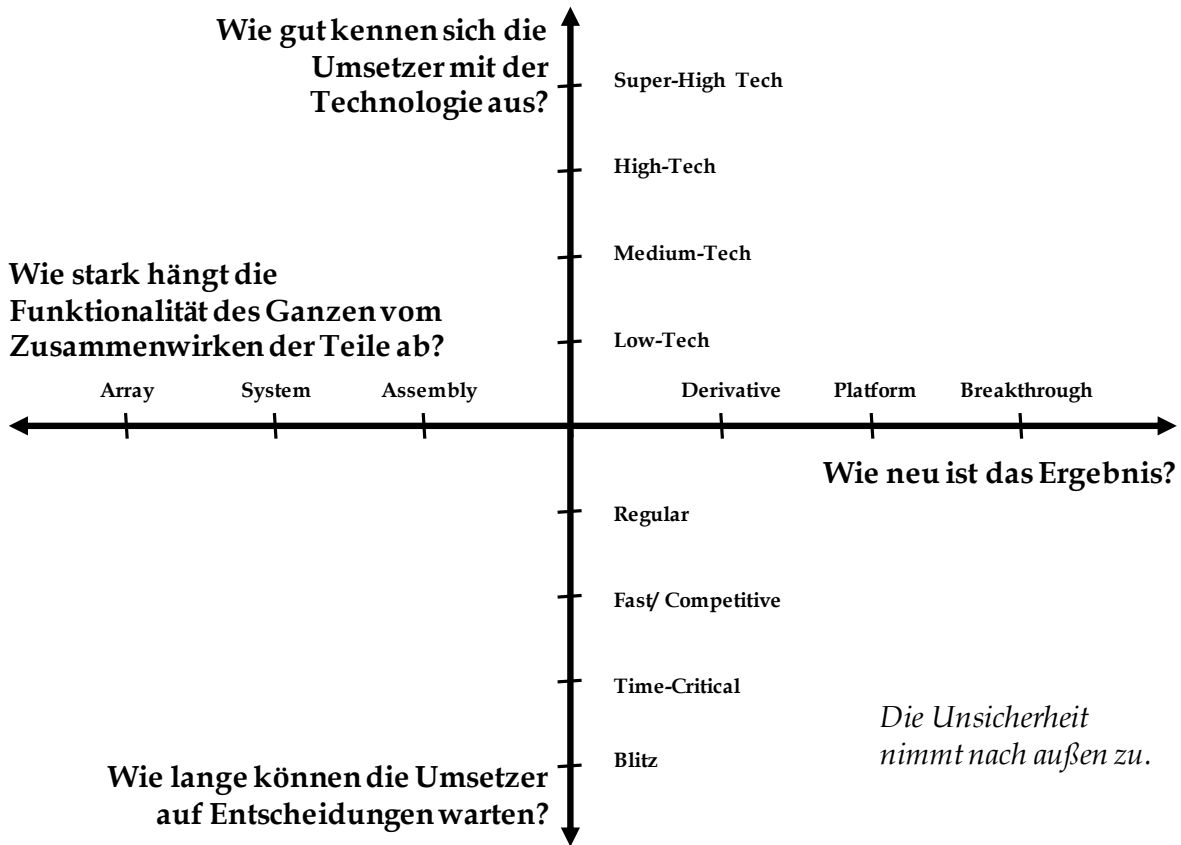 Wie gut kennen sich die
Umsetzer mit der
Technologie aus?
Super-High Tech
High-Tech
Medium-Tech
Low-Tech
Wie stark hängt die
Funktionalität des Ganzen vom
Zusammenwirken der Teile ab?
Array System Assembly Derivative Platform Breakthrough
Wie neu ist das Ergebnis?
Regular
Fast/ Competitive
Time-Critical
Blitz
Die Unsicherheit
nimmt nach außen zu.
Wie lange können die Umsetzer
auf Entscheidungen warten?